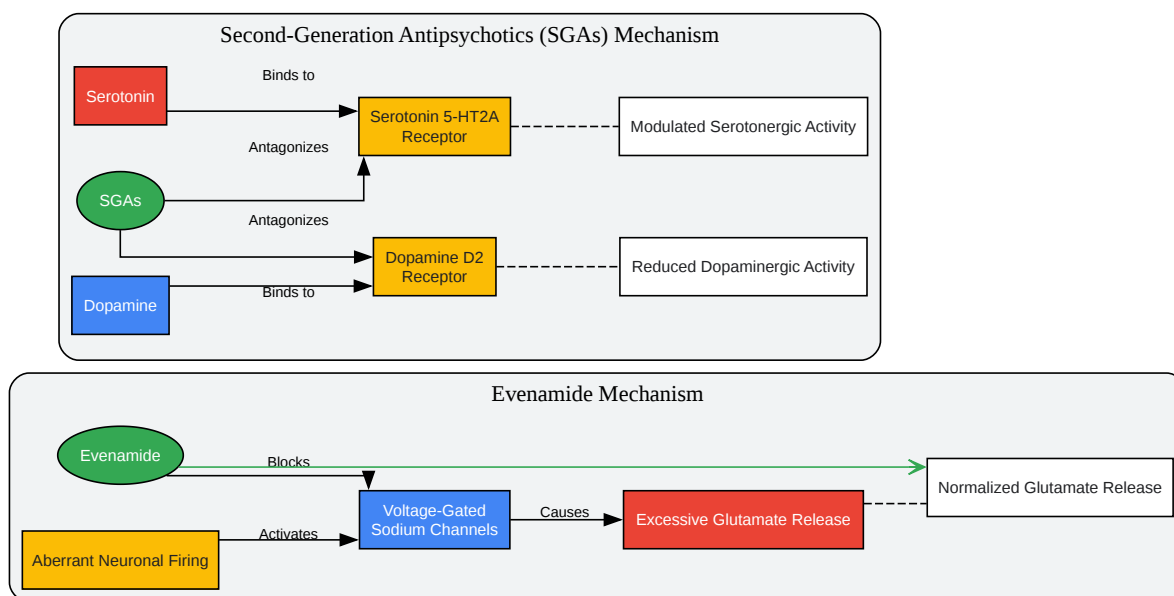 Second-Generation Antipsychotics (SGAs) Mechanism
Serotonin
Binds to
Serotonin 5-HT2A
Receptor
Modulated Serotonergic Activity
Antagonizes
SGAs
Antagonizes
Dopamine D2
Receptor
Reduced Dopaminergic Activity
Dopamine
Binds to
Evenamide Mechanism
Evenamide
Blocks
Normalized Glutamate Release
Voltage-Gated
Sodium Channels
Causes
Excessive Glutamate Release
Activates
Aberrant Neuronal Firing